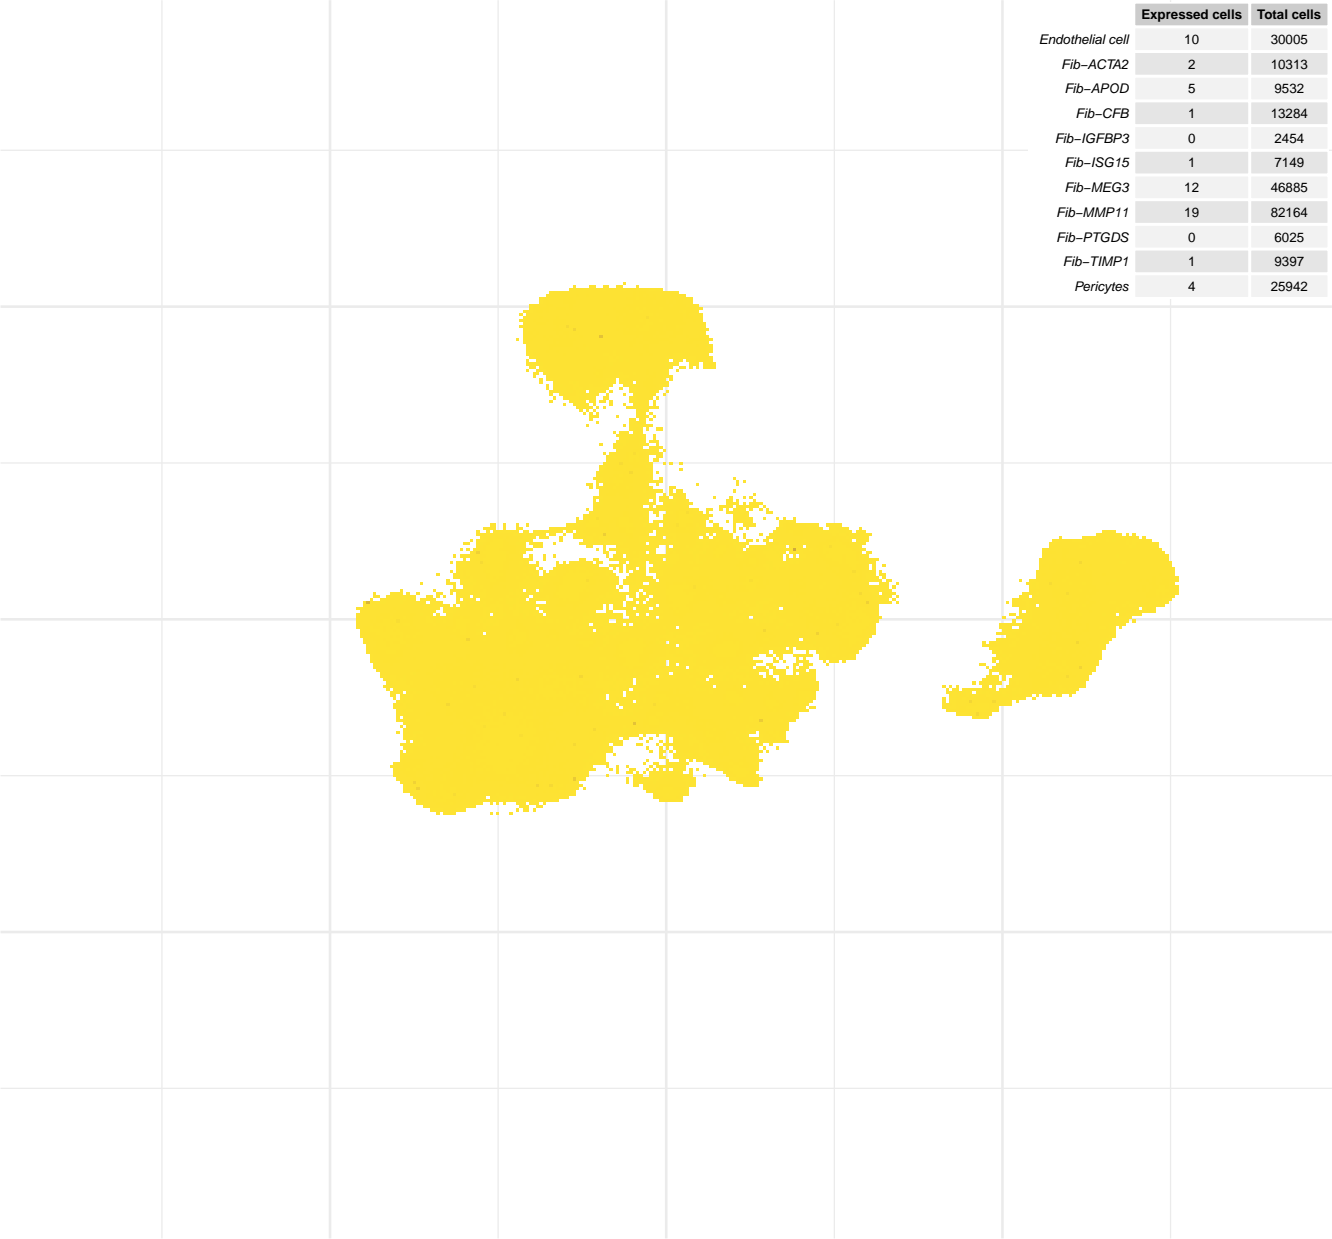 Expressed cells Total cells
Endothelial cell 10 30005
Fib−ACTA2 2 10313
Fib−APOD 5 9532
Fib−CFB 1 13284
Fib−IGFBP3 0 2454
Fib−ISG15 1 7149
Fib−MEG3 12 46885
Fib−MMP11 19 82164
Fib−PTGDS 0 6025
Fib−TIMP1 1 9397
Pericytes 4 25942